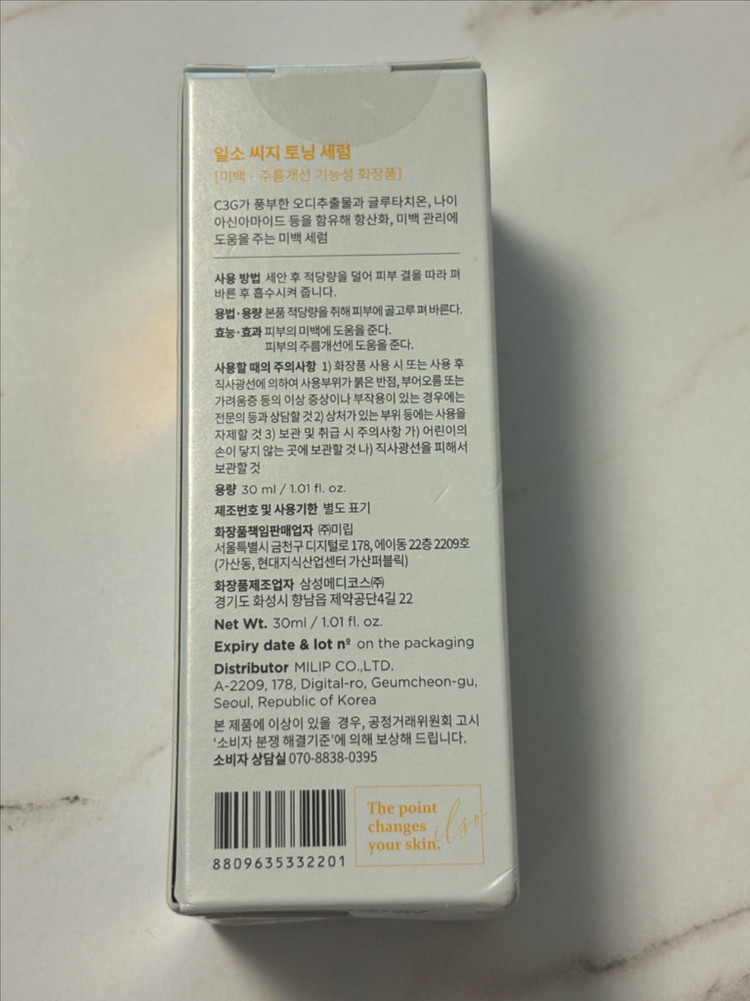 일소 씨지 토닝 세럼
[미백 · 주름개선 기능성 화장품]
C3G가 풍부한 오디추출물과 글루타치온, 나이
아신아마이드 등을 함유해 항산화, 미백 관리에
도움을 주는 미백 세럼
사용 방법 세안 후 적당량을 덜어 피부 결을 따라 펴
바른 후 흡수시켜 줍니다.
용법·용량 본품 적당량을 취해 피부에 골고루 펴 바른다.
효능·효과 피부의 미백에 도움을 준다.
피부의 주름개선에 도움을 준다.
사용할 때의 주의사항 1) 화장품 사용 시 또는 사용 후
직사광선에 의하여 사용부위가 붉은 반점, 부어오름 또는
가려움증 등의 이상 증상이나 부작용이 있는 경우에는
전문의 등과 상담할 것 2) 상처가 있는 부위 등에는 사용을
자제할 것 3) 보관 및 취급 시 주의사항 가) 어린이의
손이 닿지 않는 곳에 보관할 것 나) 직사광선을 피해서
보관할 것
용량 30 ml / 1.01 fl. oz.
제조번호 및 사용기한 별도 표기
화장품책임판매업자 ㈜미립
서울특별시 금천구 디지털로 178, 에이동 22층 2209호
(가산동, 현대지식산업센터 가산퍼블릭)
화장품제조업자 삼성메디코스㈜
경기도 화성시 향남읍 제약공단4길 22
Net Wt. 30ml / 1.01 fl. oz.
Expiry date & lot nº on the packaging
Distributor MILIP CO.,LTD.
A-2209, 178, Digital-ro, Geumcheon-gu,
Seoul, Republic of Korea
본 제품에 이상이 있을 경우, 공정거래위원회 고시
'소비자 분쟁 해결기준'에 의해 보상해 드립니다.
소비자 상담실 070-8838-0395
8809635332201
The point
changes
your skin.
ilso